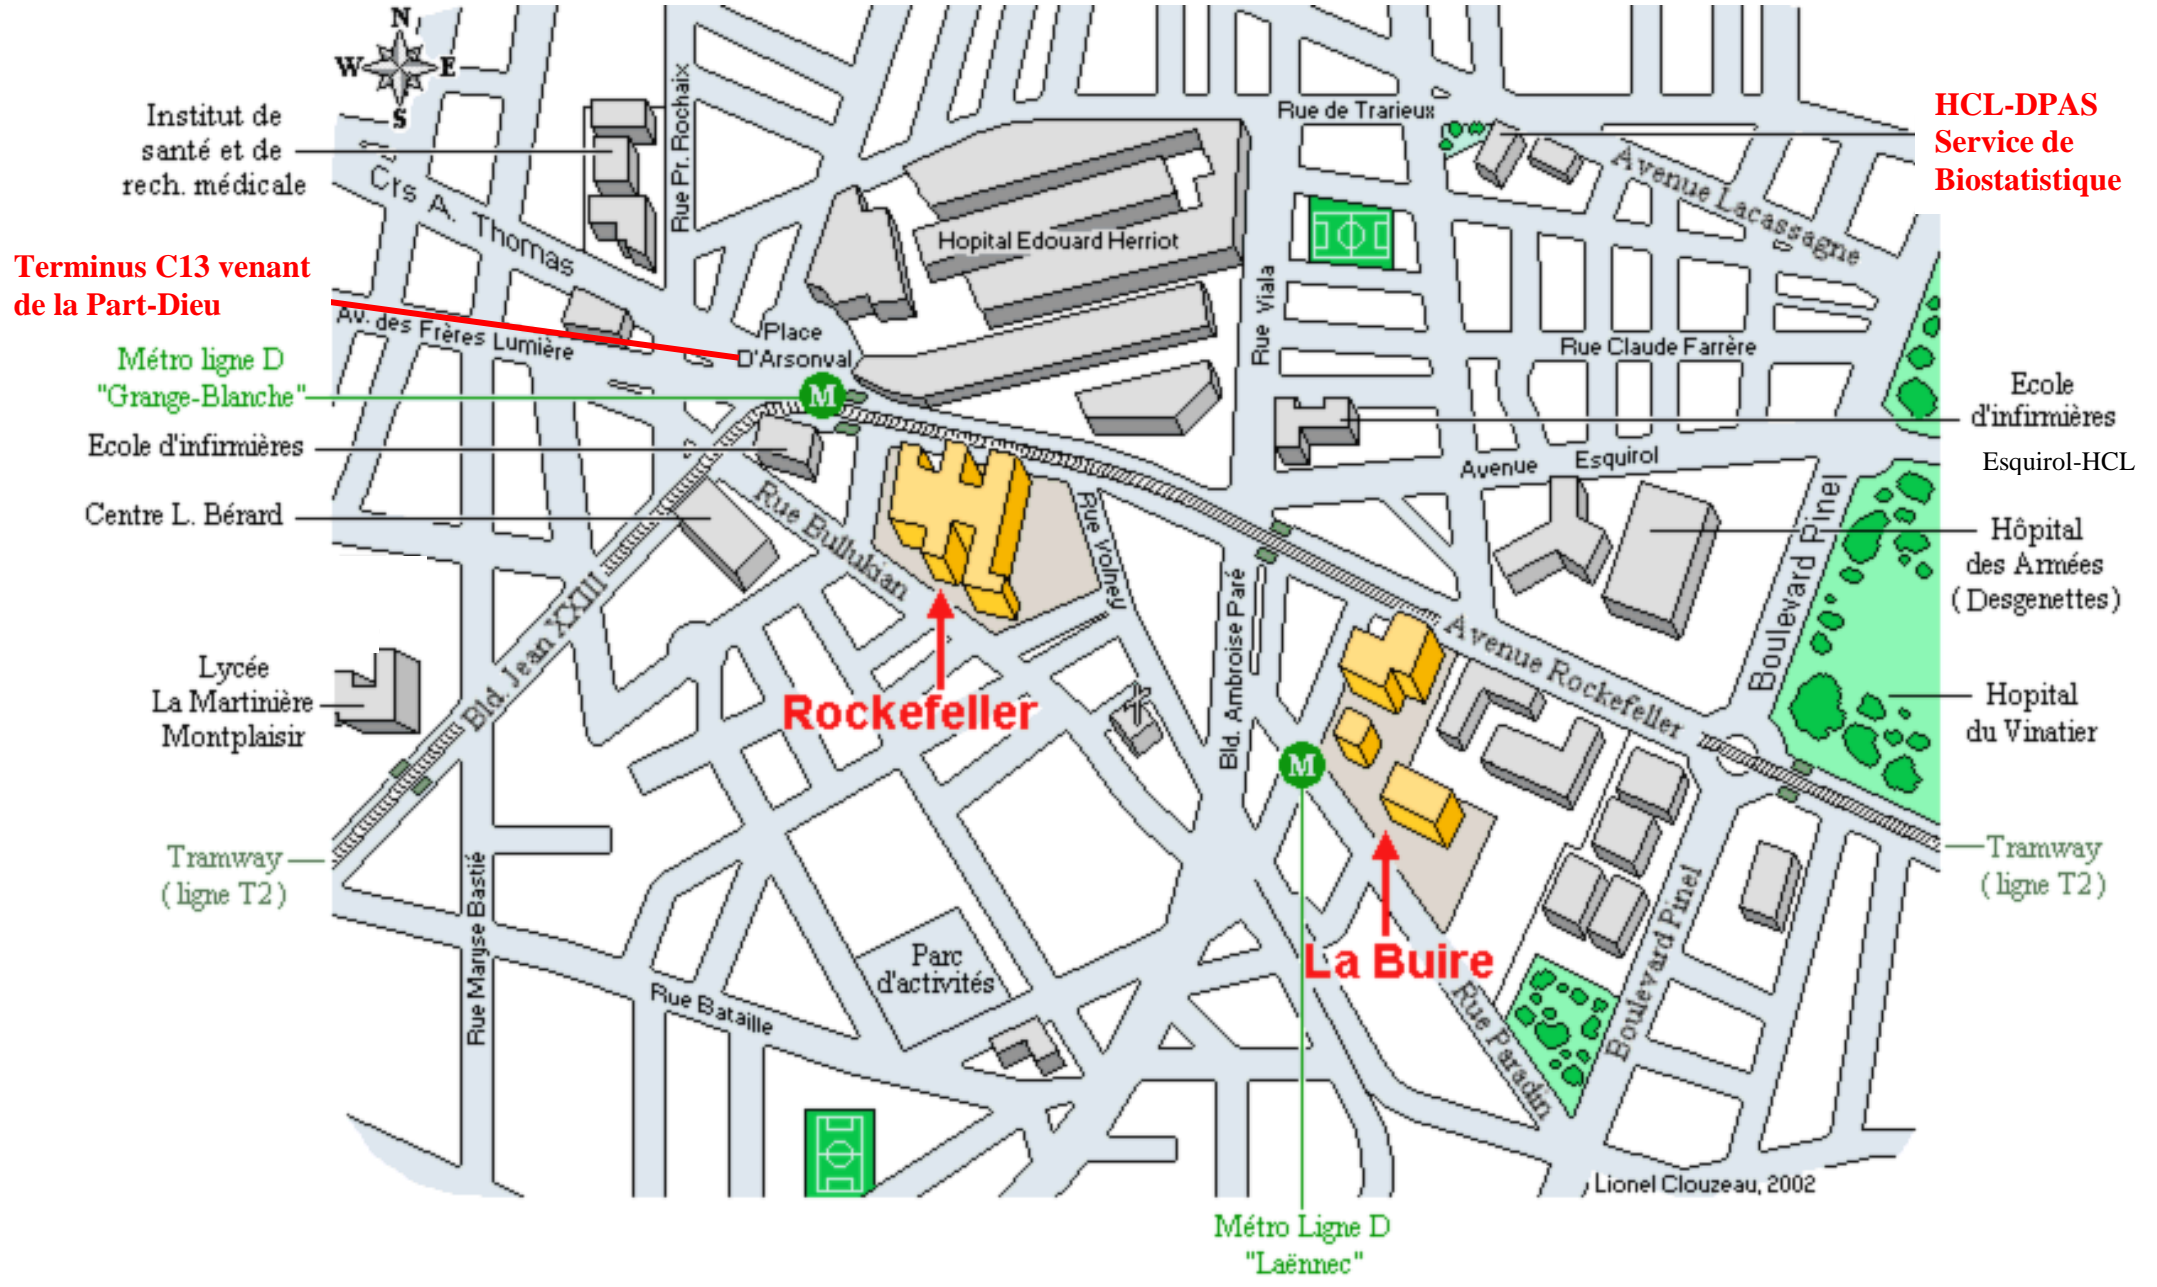 N
W E
S
Institut de
santé et de
rech. médicale
Rue Pr. Rochaix
Crs A. Thomas
Terminus C13 venant
de la Part-Dieu
Av. des Frères Lumière
Métro ligne D
"Grange-Blanche"
Place
D'Arsonval
M
Hopital Edouard Herriot
Rue de Trarieux
HCL-DPAS
Service de
Biostatistique
Avenue Lacassagne
Rue Viala
Rue Claude Farrère
Ecole
d'infirmières
Esquirol-HCL
Avenue Esquirol
Ecole d'infirmières
Centre L. Bérard
Rue Bullukian
Rue Volney
Boulevard Pinel
Hôpital
des Armées
( Desgenettes )
Bld. Jean XXIII
Bld. Ambroise Paré
Avenue Rockefeller
Lycée
La Martinière
Montplaisir
Rockefeller
Hopital
du Vinatier
M
Tramway
( ligne T2 )
Tramway
( ligne T2 )
Rue Maryse Bastié
La Buire
Boulevard Pinel
Parc
d'activités
Rue Bataille
Rue Paradin
Lionel Clouzeau, 2002
Métro Ligne D
"Laënnec"